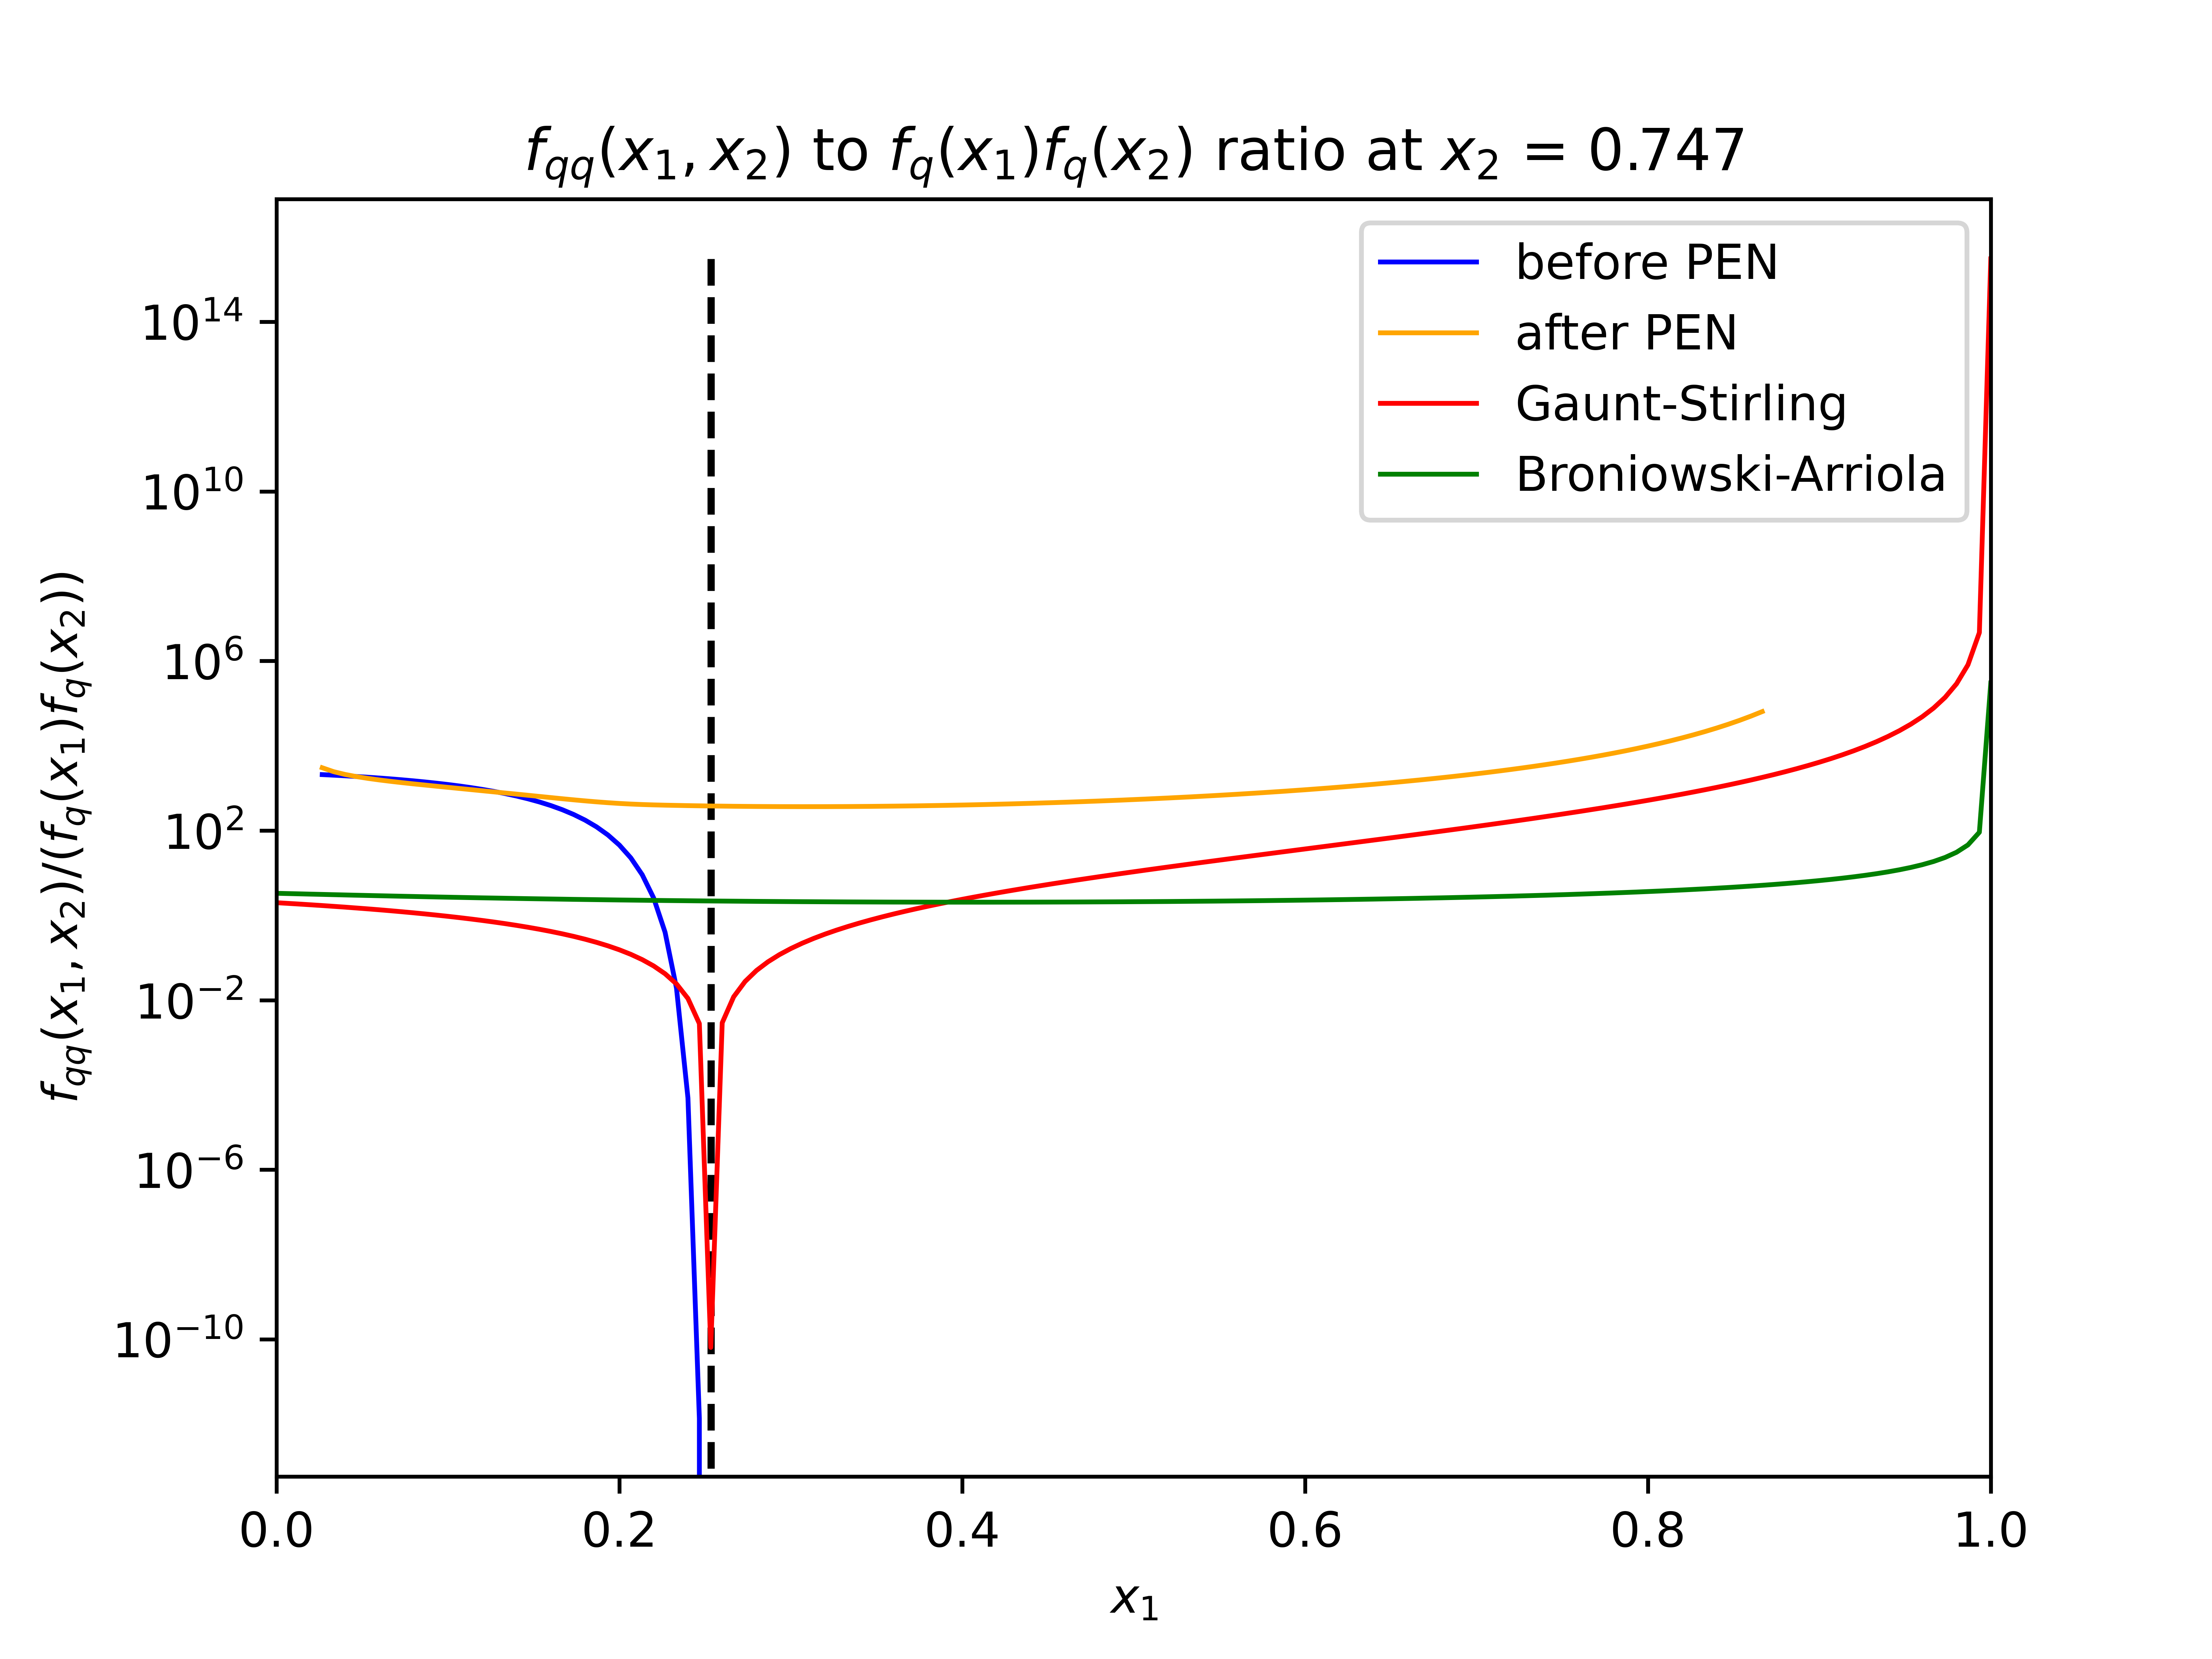 f_qq(x_1, x_2) to f_q(x_1)f_q(x_2) ratio at x_2 = 0.747
before PEN
after PEN
Gaunt-Stirling
Broniowski-Arriola
f_qq(x_1, x_2)/(f_q(x_1)f_q(x_2))
10^14
10^10
10^6
10^2
10^−2
10^−6
10^−10
0.0 0.2 0.4 0.6 0.8 1.0
x_1